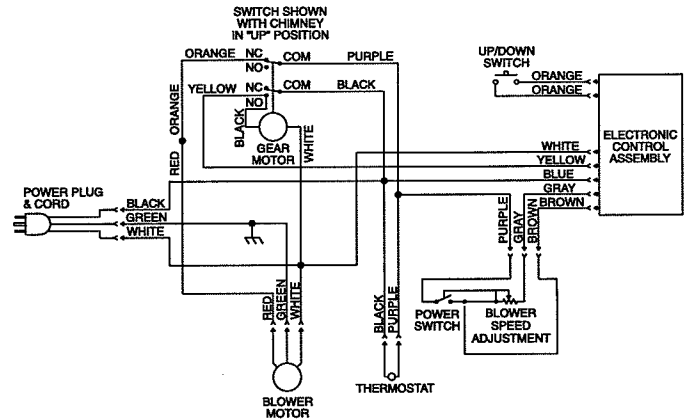 SWITCH SHOWN
WITH CHIMNEY
IN "UP" POSITION
ORANGE NC COM PURPLE
NO
UP/DOWN
SWITCH
ORANGE
ORANGE
YELLOW NC COM BLACK
NO
ORANGE
BLACK
WHITE
GEAR
MOTOR
RED
ELECTRONIC
CONTROL
ASSEMBLY
WHITE
YELLOW
BLUE
GRAY
BROWN
POWER PLUG
& CORD
BLACK
GREEN
WHITE
PURPLE
GRAY
BROWN
RED
GREEN
WHITE
BLACK
PURPLE
POWER
SWITCH
BLOWER
SPEED
ADJUSTMENT
BLOWER
MOTOR
THERMOSTAT